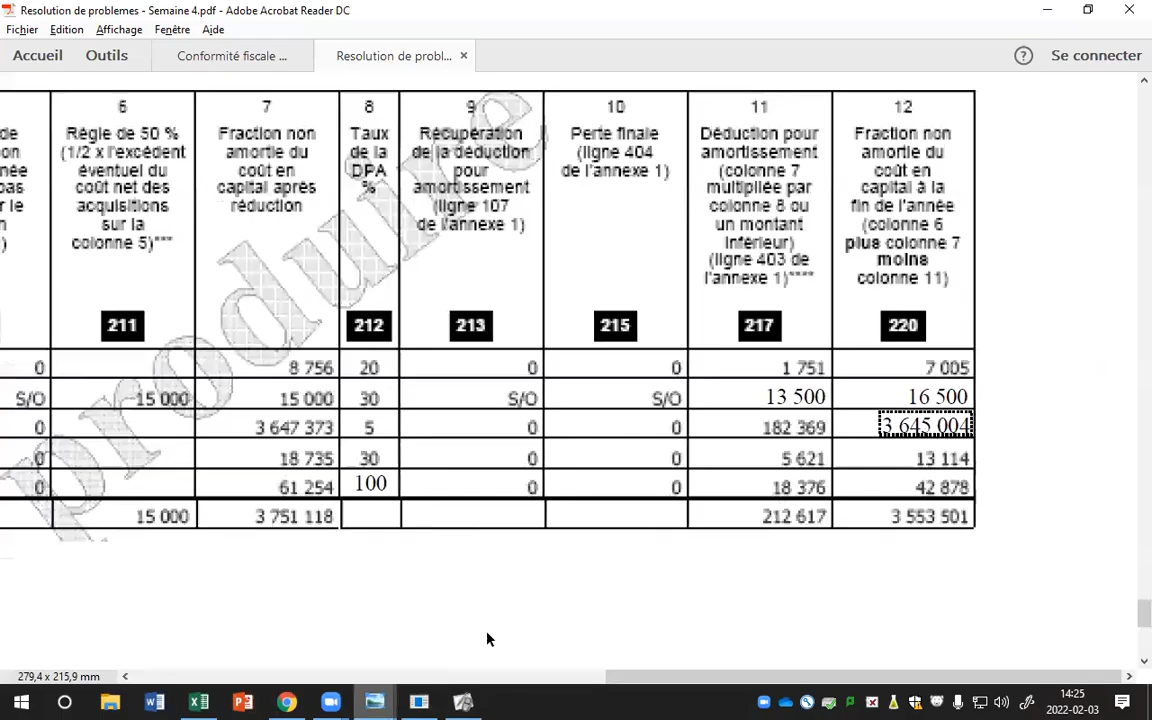 Resolution de problemes - Semaine 4.pdf - Adobe Acrobat Reader DC
Fichier Edition Affichage Fenêtre Aide
Accueil Outils Conformité fiscale ... Resolution de probl... × ? Se connecter
6 7 8 9 10 11 12
de Règle de 50 % Fraction non Taux Récupération Perte finale Déduction pour Fraction non
on (1/2 x l'excédent amortie du de la de la déduction (ligne 404 amortissement amortie du
née éventuel du coût en DPA pour de l'annexe 1) (colonne 7 coût en
pas coût net des capital après % amortissement multipliée par capital à la
r le acquisitions réduction (ligne 107 colonne 8 ou fin de l'année
n sur la de l'annexe 1) un montant (colonne 6
) colonne 5)*** inférieur) plus colonne 7
(ligne 403 de moins
l'annexe 1)**** colonne 11)
211 212 213 215 217 220
0 8 756 20 0 0 1 751 7 005
S/O 15 000 15 000 30 S/O S/O 13 500 16 500
0 3 647 373 5 0 0 182 369 3 645 004
0 18 735 30 0 0 5 621 13 114
0 61 254 100 0 0 18 376 42 878
15 000 3 751 118 212 617 3 553 501
produire
279,4 x 215,9 mm
14:25
2022-02-03